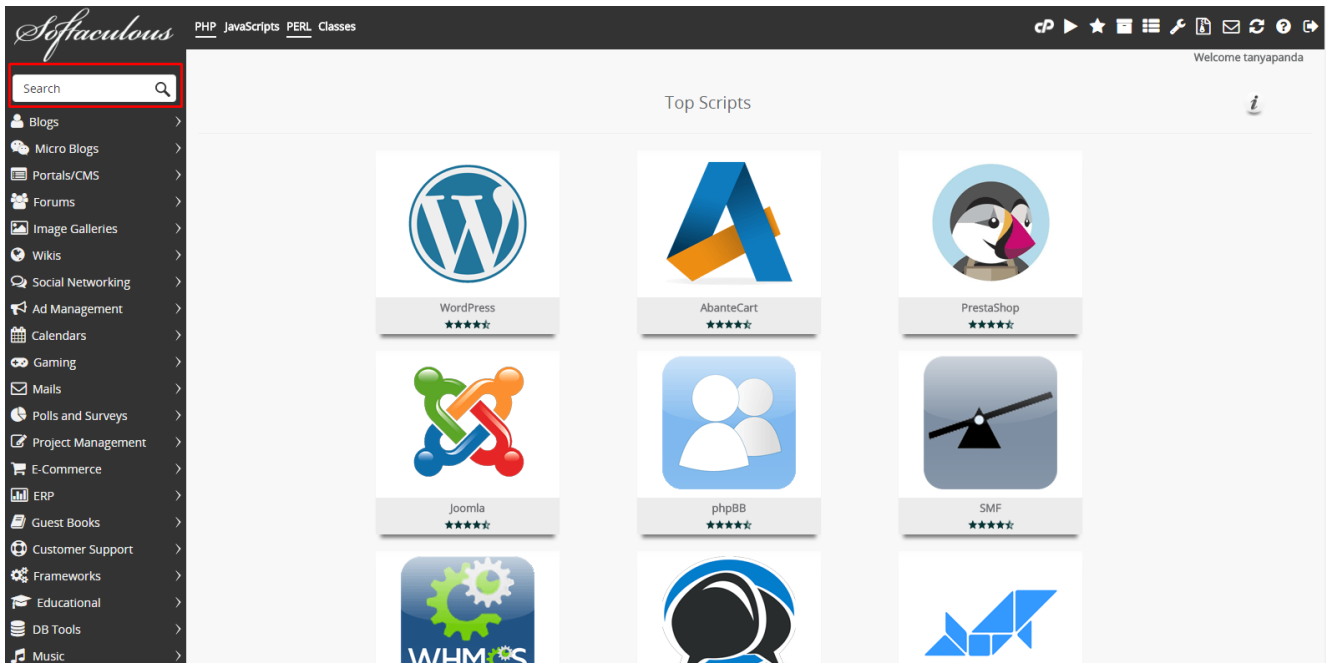 Softaculous
PHP JavaScripts PERL Classes
cP
Welcome tanyapanda
Search
Blogs
Micro Blogs
Portals/CMS
Forums
Image Galleries
Wikis
Social Networking
Ad Management
Calendars
Gaming
Mails
Polls and Surveys
Project Management
E-Commerce
ERP
Guest Books
Customer Support
Frameworks
Educational
DB Tools
Music
Top Scripts
i
WordPress
AbanteCart
PrestaShop
Joomla
phpBB
SMF
WHMCS